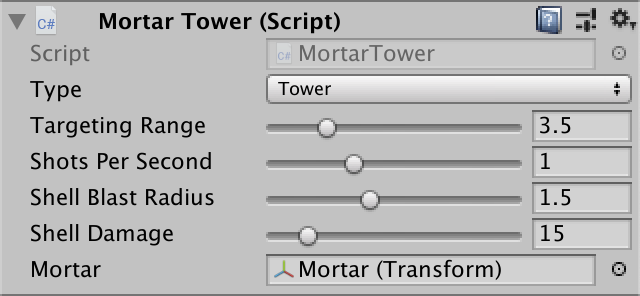 C# Mortar Tower (Script)
Script C# MortarTower
Type Tower
Targeting Range 3.5
Shots Per Second 1
Shell Blast Radius 1.5
Shell Damage 15
Mortar Mortar (Transform)